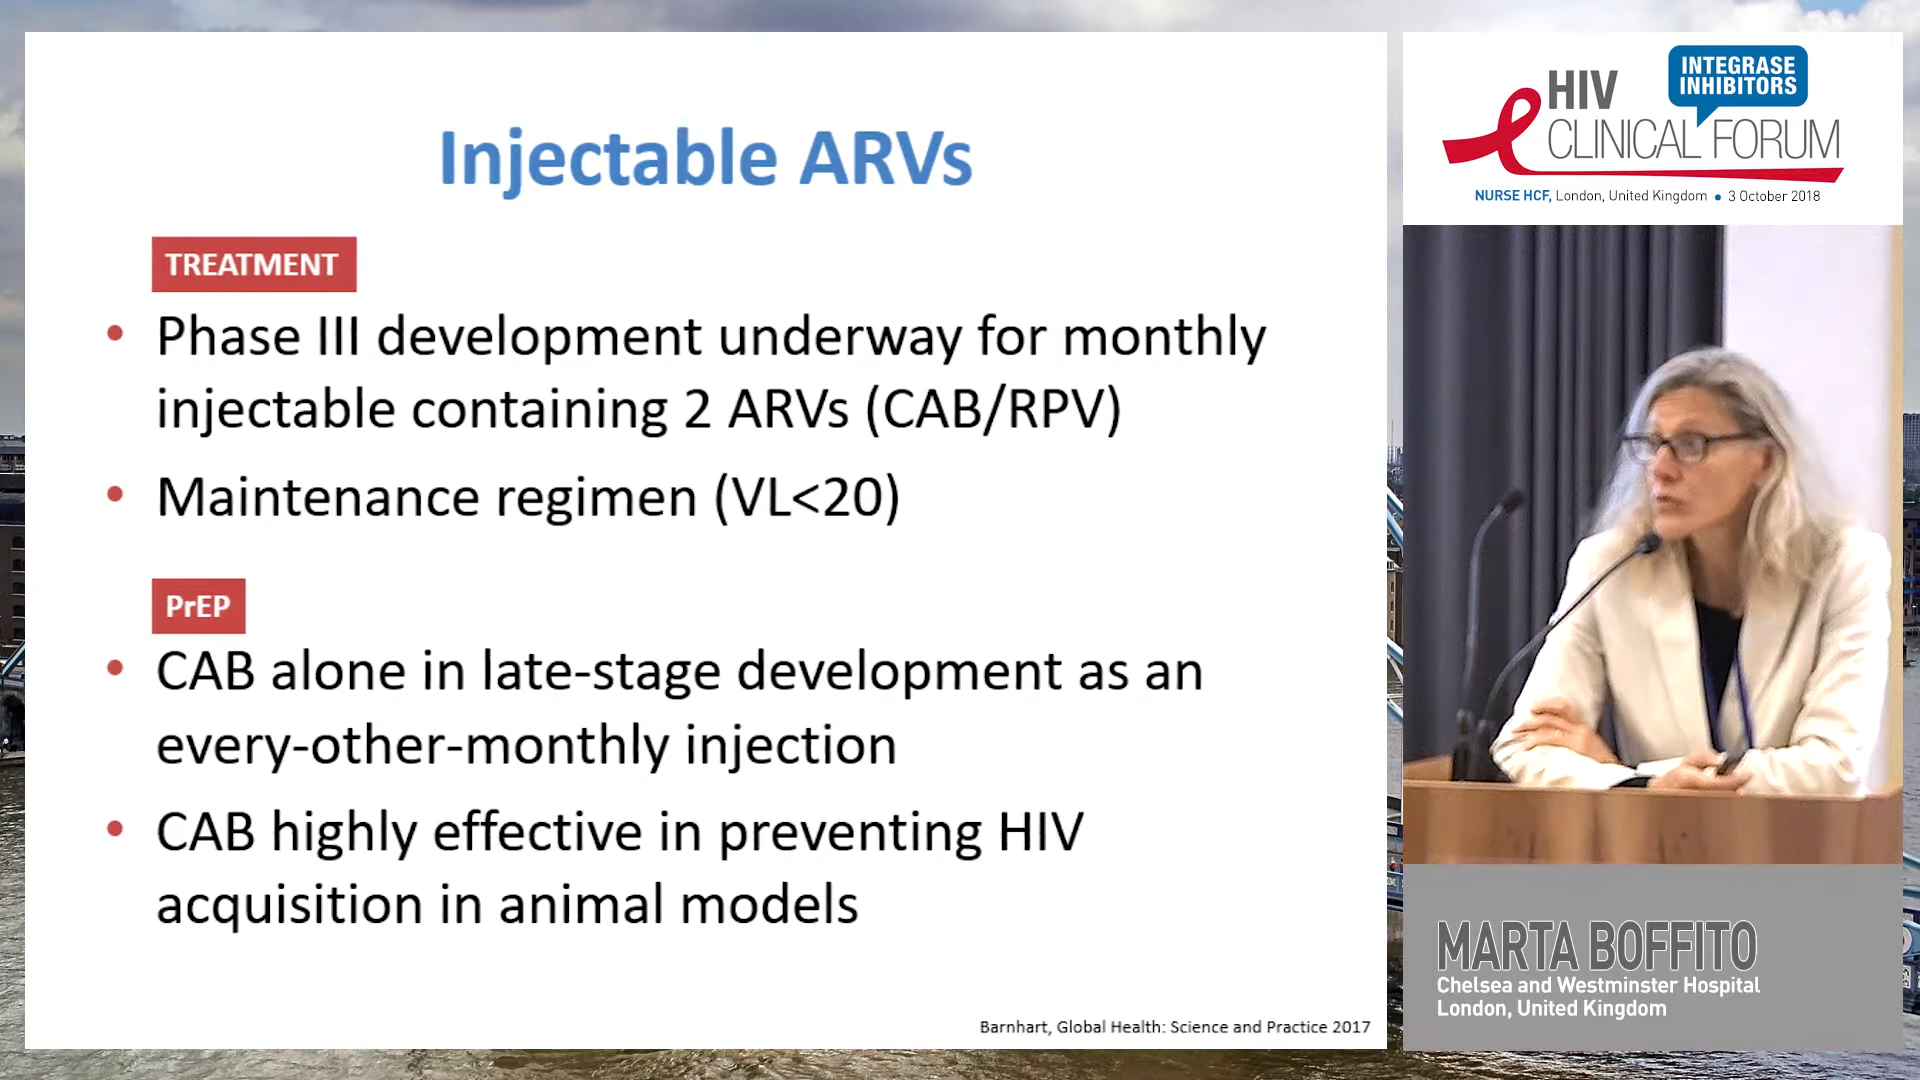 Injectable ARVs
TREATMENT
• Phase III development underway for monthly
injectable containing 2 ARVs (CAB/RPV)
• Maintenance regimen (VL<20)
PrEP
• CAB alone in late-stage development as an
every-other-monthly injection
• CAB highly effective in preventing HIV
acquisition in animal models
Barnhart, Global Health: Science and Practice 2017
INTEGRASE
INHIBITORS
HIV
CLINICAL FORUM
NURSE HCF, London, United Kingdom • 3 October 2018
MARTA BOFFITO
Chelsea and Westminster Hospital
London, United Kingdom